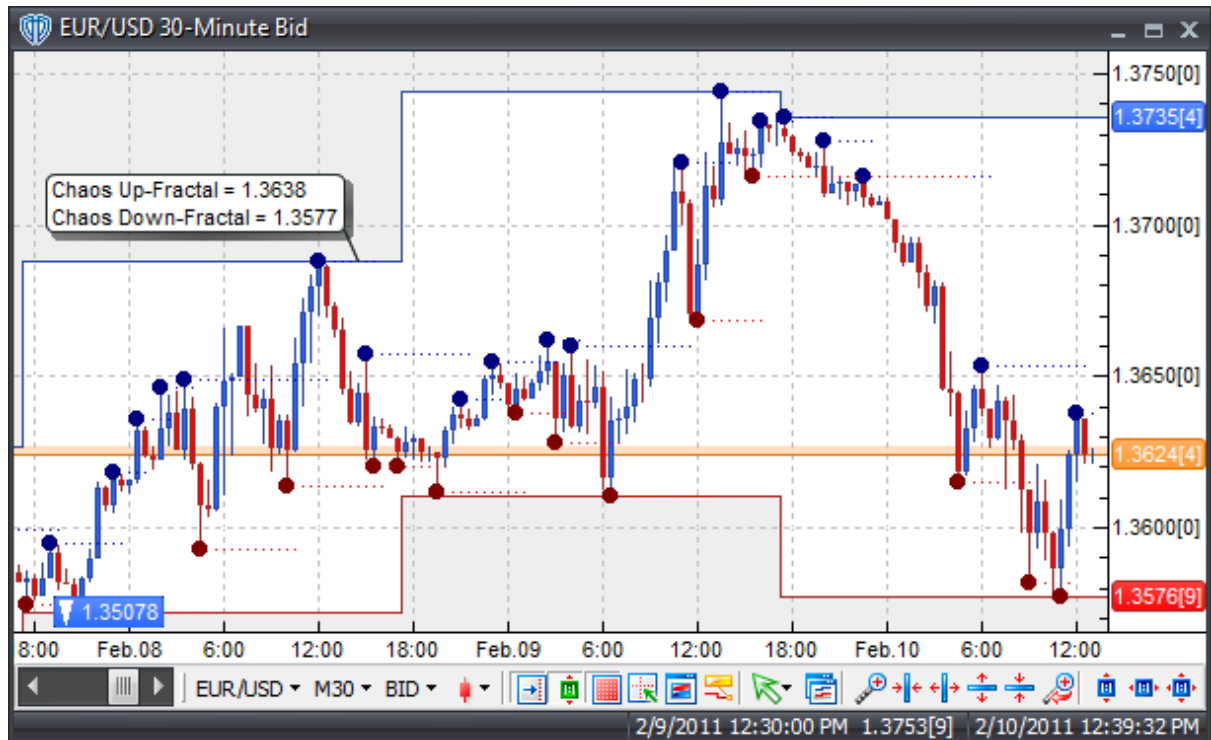 EUR/USD 30-Minute Bid
1.3750[0]
1.3735[4]
Chaos Up-Fractal = 1.3638
Chaos Down-Fractal = 1.3577
1.3700[0]
1.3650[0]
1.3624[4]
1.3600[0]
1.3576[9]
1.35078
8:00 Feb.08 6:00 12:00 18:00 Feb.09 6:00 12:00 18:00 Feb.10 6:00 12:00
EUR/USD M30 BID
2/9/2011 12:30:00 PM 1.3753[9] 2/10/2011 12:39:32 PM